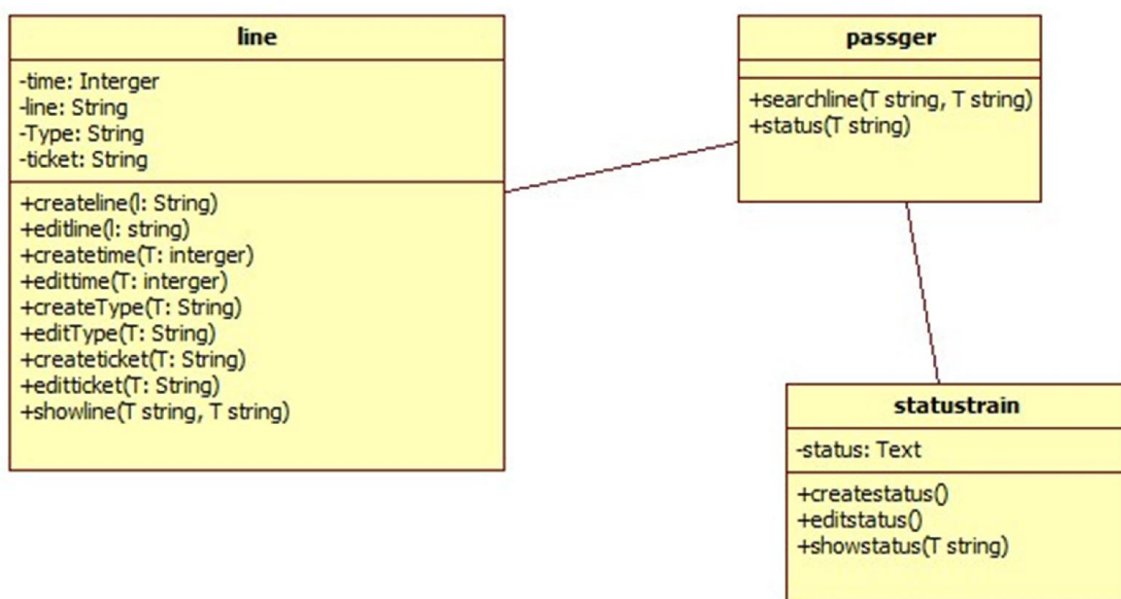 line
-time: Interger
-line: String
-Type: String
-ticket: String
+createline(l: String)
+editline(l: string)
+createtime(T: interger)
+edittime(T: interger)
+createType(T: String)
+editType(T: String)
+createticket(T: String)
+editticket(T: String)
+showline(T string, T string)
passger
+searchline(T string, T string)
+status(T string)
statustrain
-status: Text
+createstatus()
+editstatus()
+showstatus(T string)